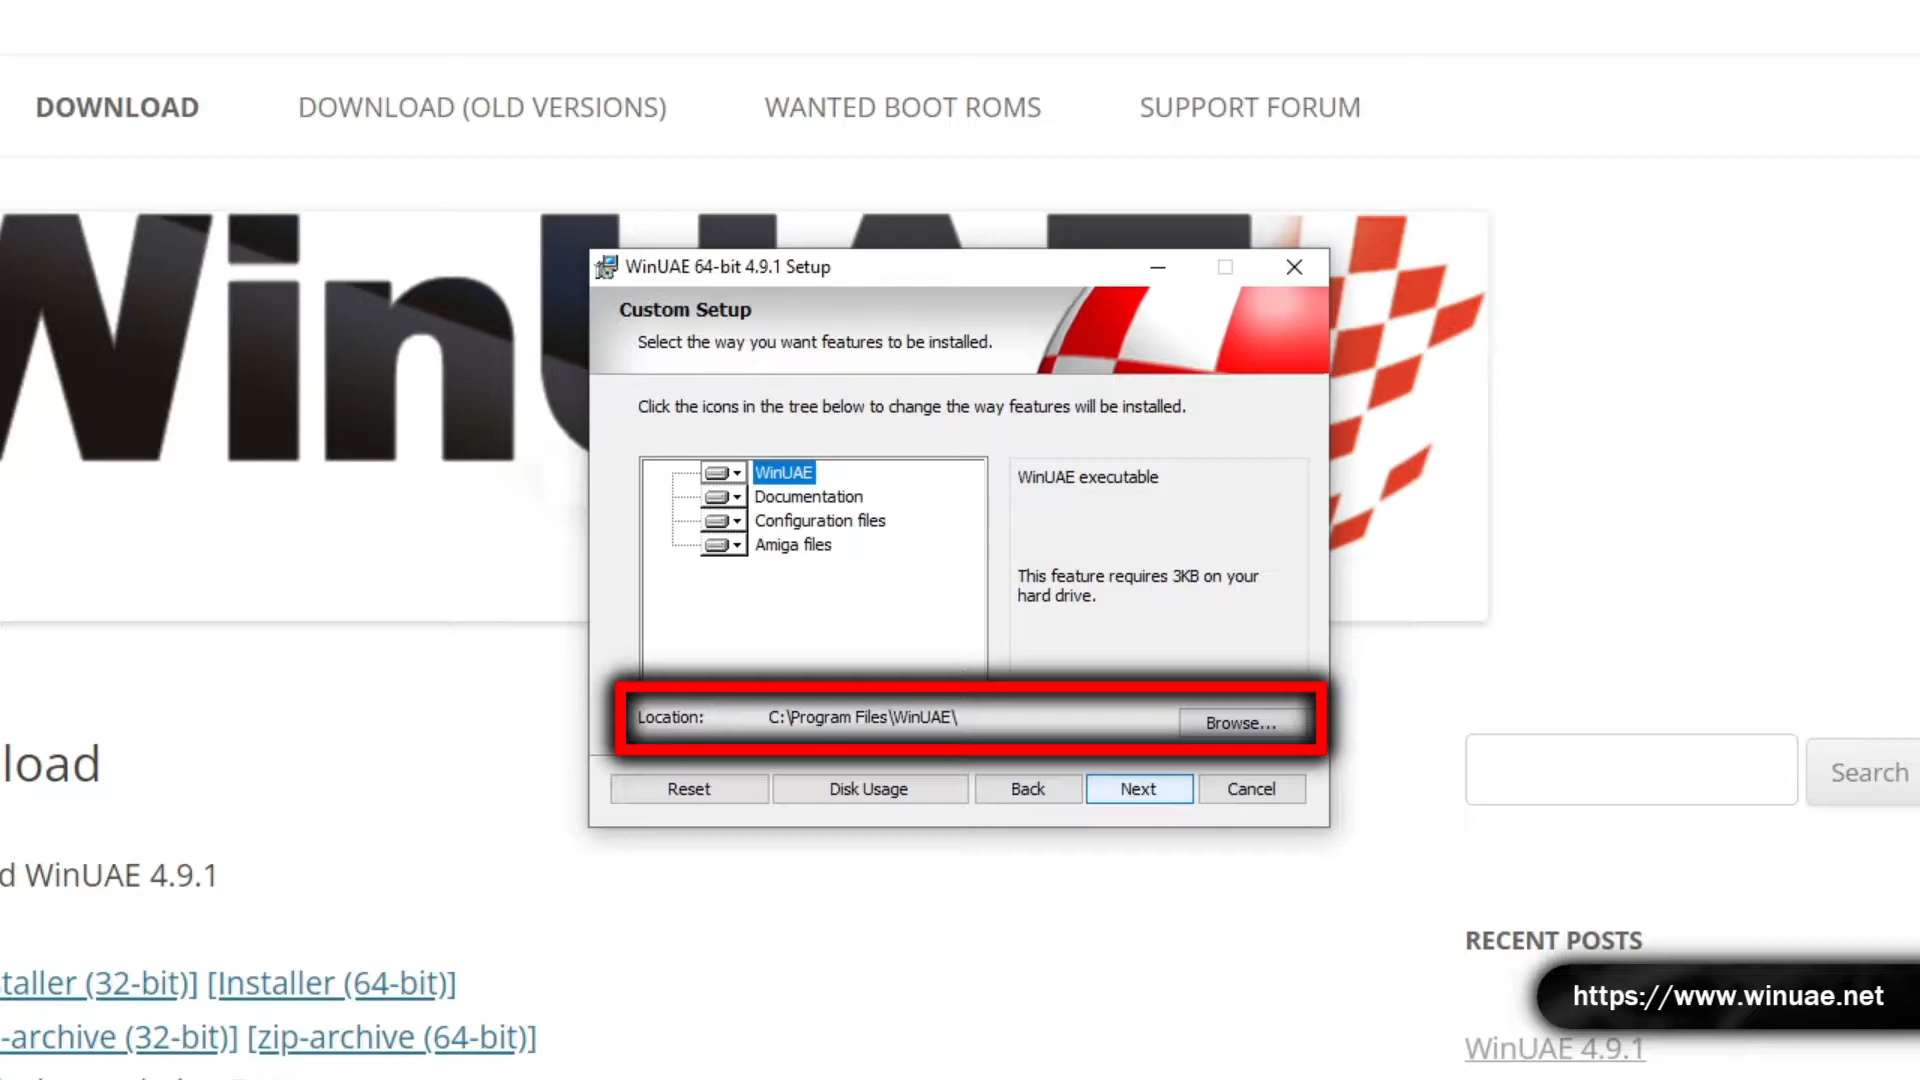 DOWNLOAD
DOWNLOAD (OLD VERSIONS)
WANTED BOOT ROMS
SUPPORT FORUM
Win
WinUAE 64-bit 4.9.1 Setup
Custom Setup
Select the way you want features to be installed.
Click the icons in the tree below to change the way features will be installed.
WinUAE
Documentation
Configuration files
Amiga files
WinUAE executable
This feature requires 3KB on your
hard drive.
Location: C:\Program Files\WinUAE\ Browse...
Reset Disk Usage Back Next Cancel
load
Search
d WinUAE 4.9.1
RECENT POSTS
taller (32-bit)] [Installer (64-bit)]
https://www.winuae.net
-archive (32-bit)] [zip-archive (64-bit)]
WinUAE 4.9.1